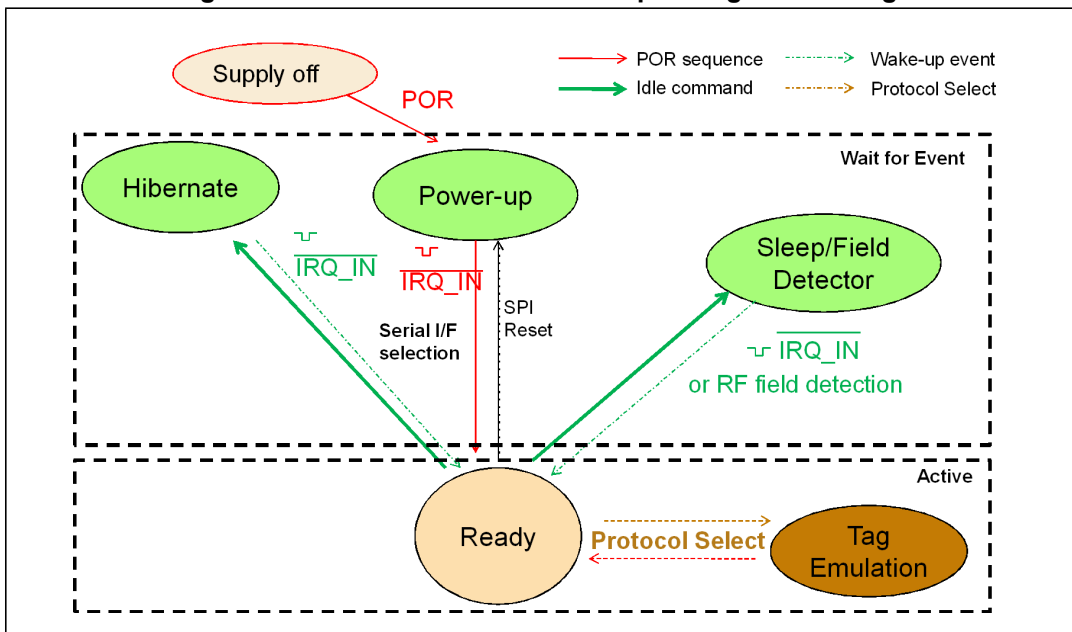 Supply off
POR
POR sequence
Wake-up event
Idle command
Protocol Select
Wait for Event
Hibernate
Power-up
Sleep/Field
Detector
IRQ_IN
IRQ_IN
Serial I/F
selection
SPI
Reset
IRQ_IN
or RF field detection
Active
Ready
Protocol Select
Tag
Emulation